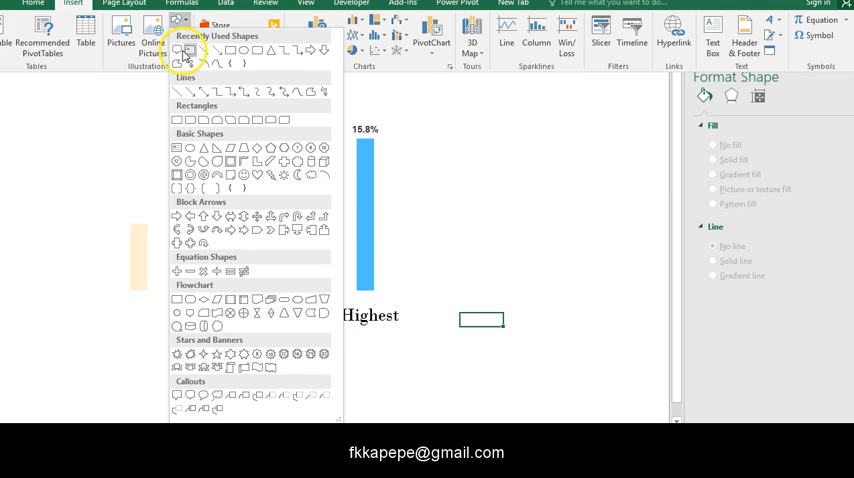 Home Insert Page Layout Formulas Data Review View Developer Add-Ins Power Pivot New Tab Tell me what you want to do Sign in
Store
Recommended PivotTables
Table
Pictures
Online Pictures
PivotChart
3D Map
Line
Column
Win/Loss
Slicer
Timeline
Hyperlink
Text Box
Header & Footer
Equation
Symbol
Tables
Illustrations
Charts
Tours
Sparklines
Filters
Links
Text
Symbols
Recently Used Shapes
Lines
Rectangles
Basic Shapes
Block Arrows
Equation Shapes
Flowchart
Stars and Banners
Callouts
15.8%
Highest
Format Shape
Fill
No fill
Solid fill
Gradient fill
Picture or texture fill
Pattern fill
Line
No line
Solid line
Gradient line
fkkapepe@gmail.com